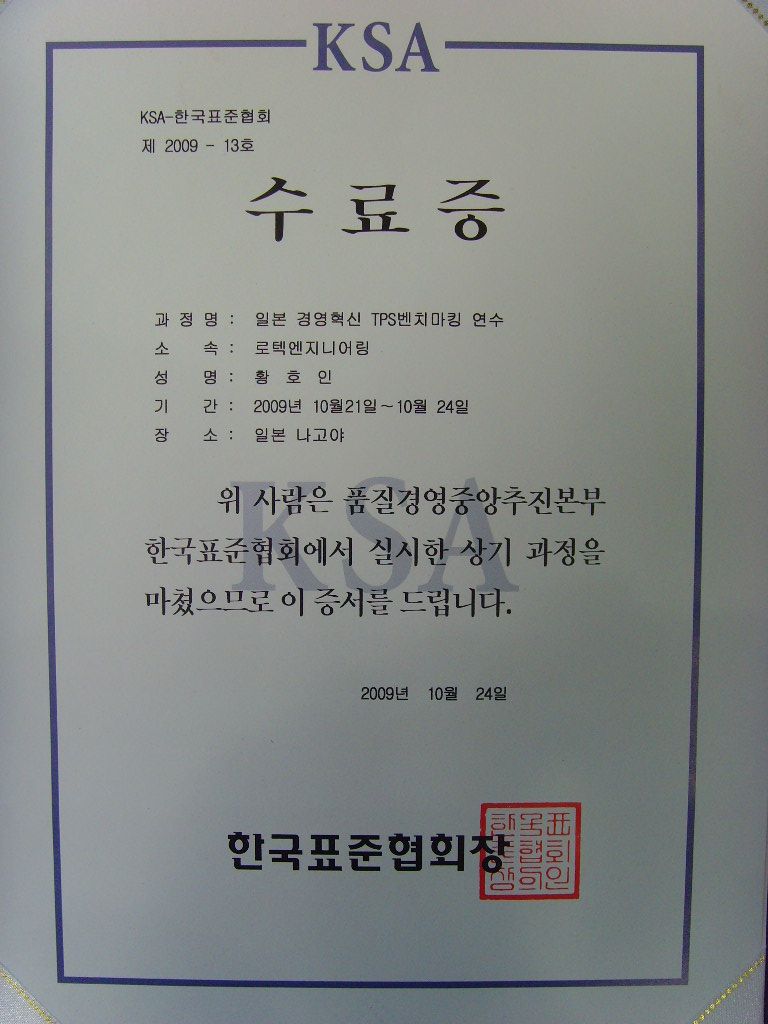 KSA
KSA-한국표준협회
제 2009 - 13호
수료증
과 정 명 : 일본 경영혁신 TPS벤치마킹 연수
소 속 : 로텍엔지니어링
성 명 : 황 호 인
기 간 : 2009년 10월21일~10월 24일
장 소 : 일본 나고야
KSA
위 사람은 품질경영중앙추진본부
한국표준협회에서 실시한 상기 과정을
마쳤으므로 이 증서를 드립니다.
2009년 10월 24일
한국표준협회장